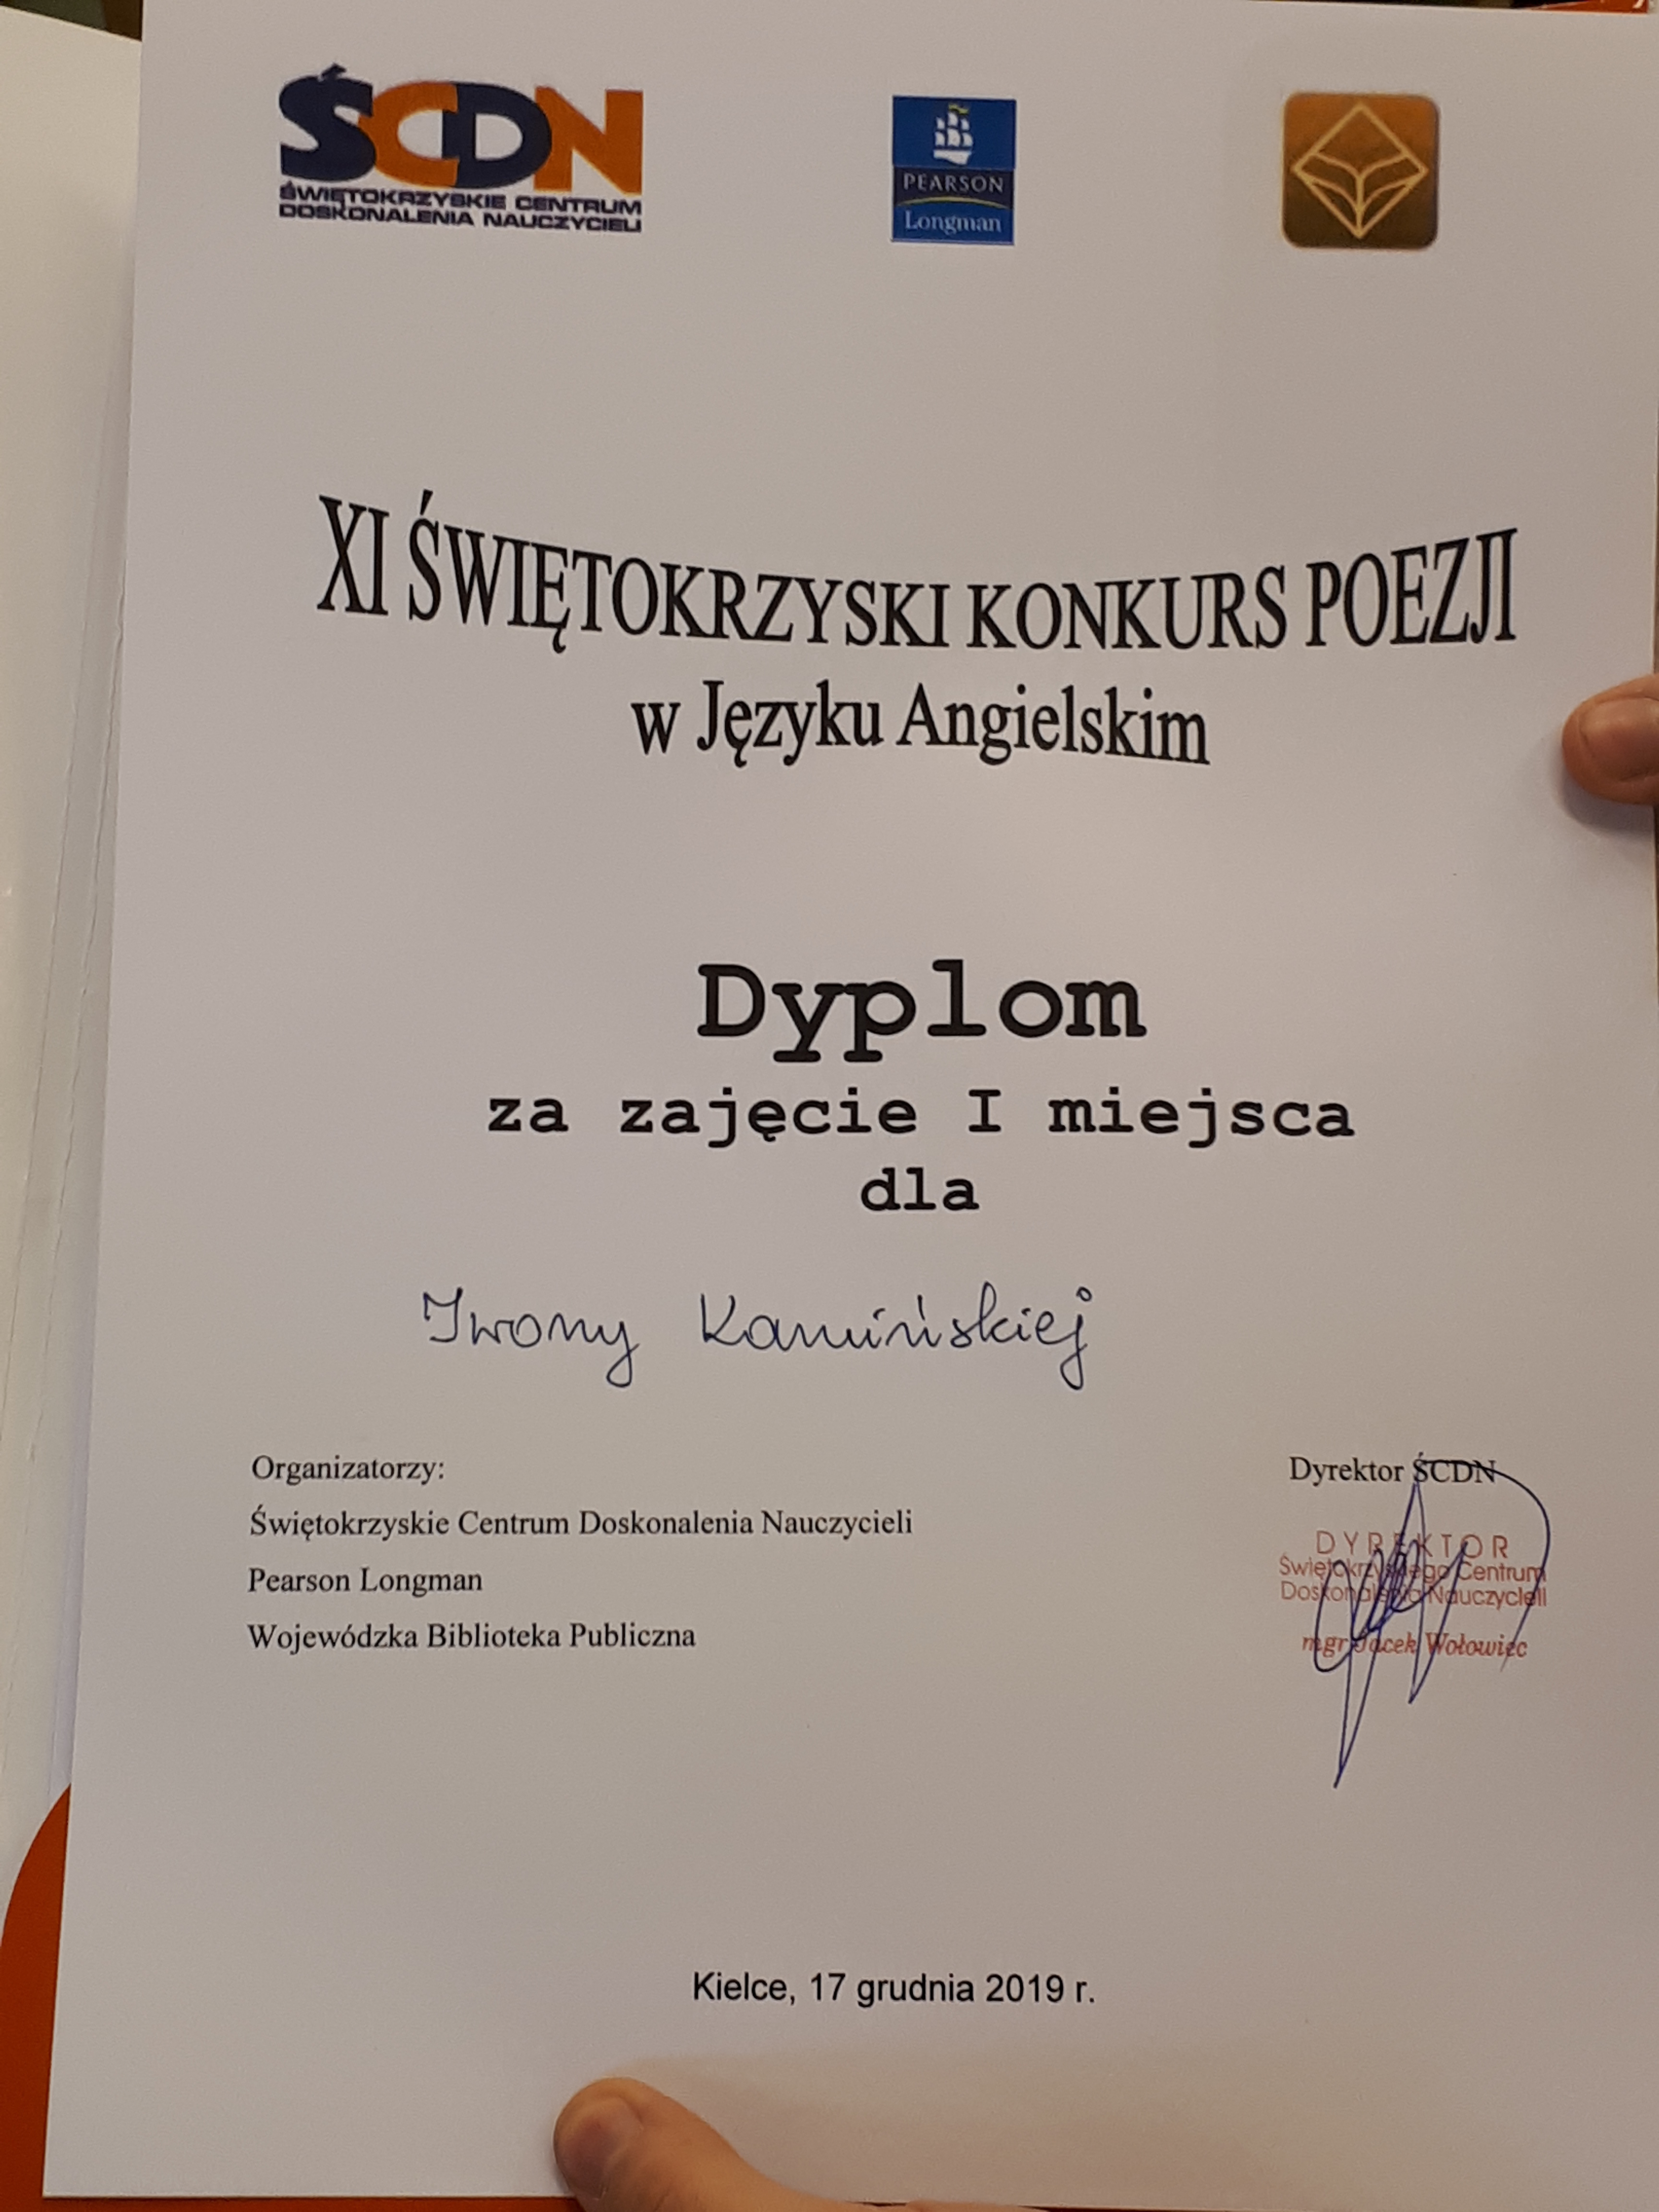 ŚCDN
ŚWIĘTOKRZYSKIE CENTRUM
DOSKONALENIA NAUCZYCIELI
PEARSON
Longman
XI ŚWIĘTOKRZYSKI KONKURS POEZJI
w Języku Angielskim
Dyplom
za zajęcie I miejsca
dla
Iwony Kamińskiej
Organizatorzy:
Świętokrzyskie Centrum Doskonalenia Nauczycieli
Pearson Longman
Wojewódzka Biblioteka Publiczna
Dyrektor ŚCDN
DYREKTOR
Świętokrzyskiego Centrum
Doskonalenia Nauczycieli
mgr Jacek Wołowiec
Kielce, 17 grudnia 2019 r.